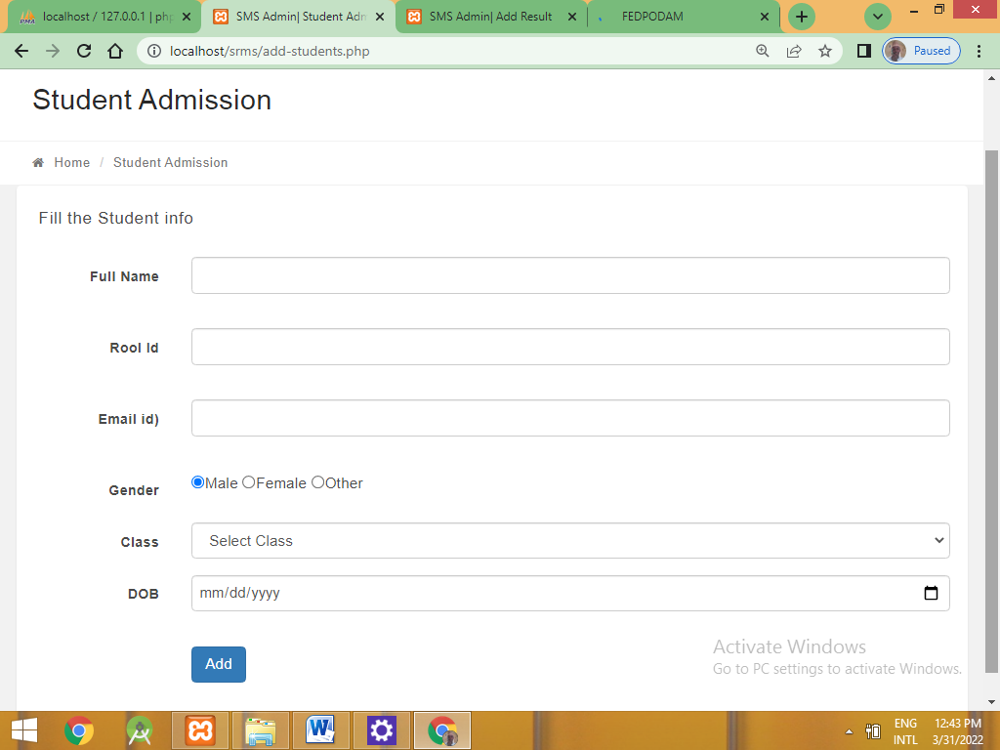 localhost / 127.0.0.1 | php
SMS Admin| Student Adm
SMS Admin| Add Result
FEDPODAM
localhost/srms/add-students.php
Paused
Student Admission
Home / Student Admission
Fill the Student info
Full Name
Rool Id
Email id)
Gender
Male Female Other
Class
Select Class
DOB
mm/dd/yyyy
Add
Activate Windows
Go to PC settings to activate Windows.
ENG
INTL
12:43 PM
3/31/2022